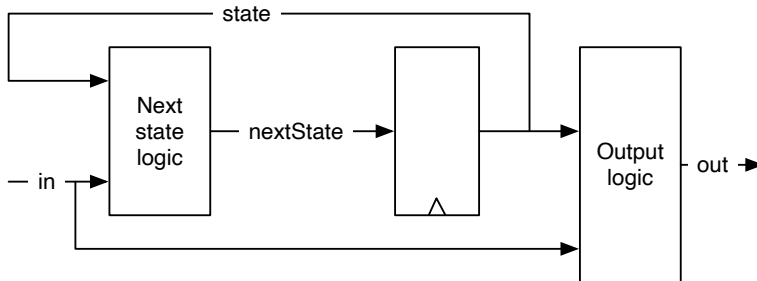 state
Next
state
logic
nextState
in
Output
logic
out